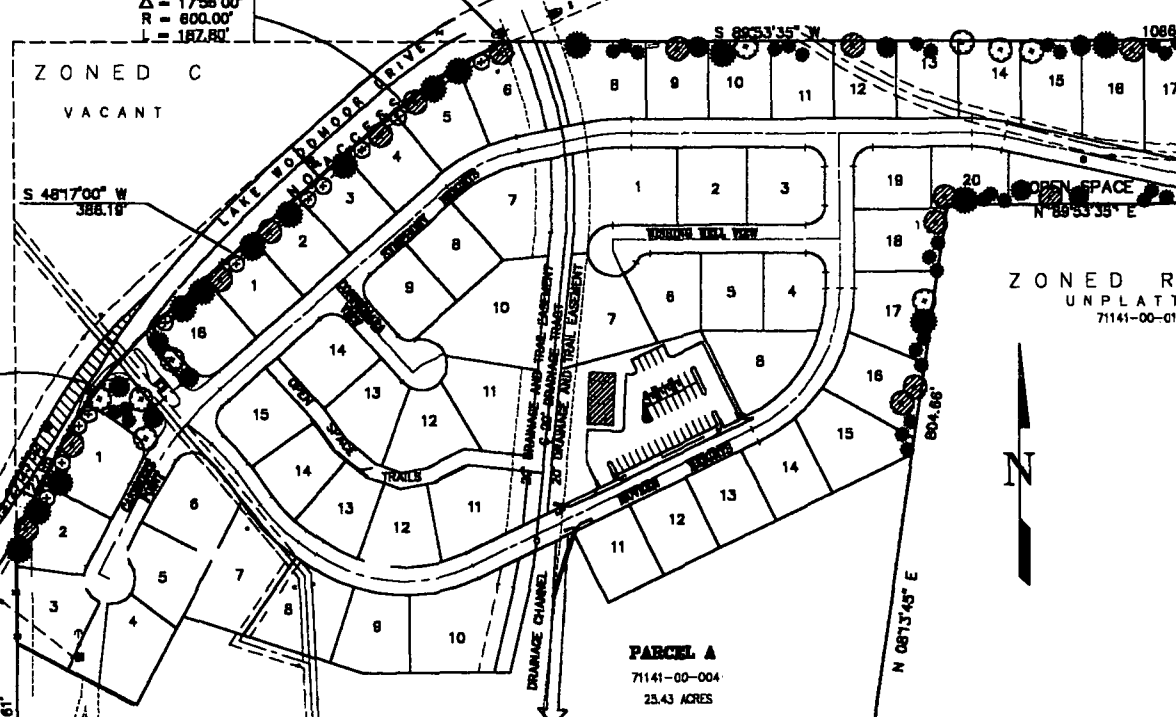 Δ = 17°56'00"
R = 600.00'
L = 187.80'
ZONED C
VACANT
LAKE WOODMOOR DRIVE
NO ACCESS
S 48°17'00" W
386.19'
S 89°53'35" W
1088
6
5
4
3
2
1
16
8
9
10
11
12
13
14
15
16
17
7
8
9
10
1
2
3
19
20
OPEN SPACE
N 89°53'35" E
18
17
16
15
14
13
12
11
ZONED R
UNPLATT
71141-00-01
6
5
4
7
8
14
13
12
11
15
14
13
12
11
OPEN
SPACE
TRAILS
DRAINAGE AND TRAIL EASEMENT
DRAINAGE TRACT
20' DRAINAGE AND TRAIL EASEMENT
804.66'
N 08°13'45" E
N
1
2
3
4
5
6
7
8
9
10
DRAINAGE CHANNEL
PARCEL A
71141-00-004
25.43 ACRES
61'